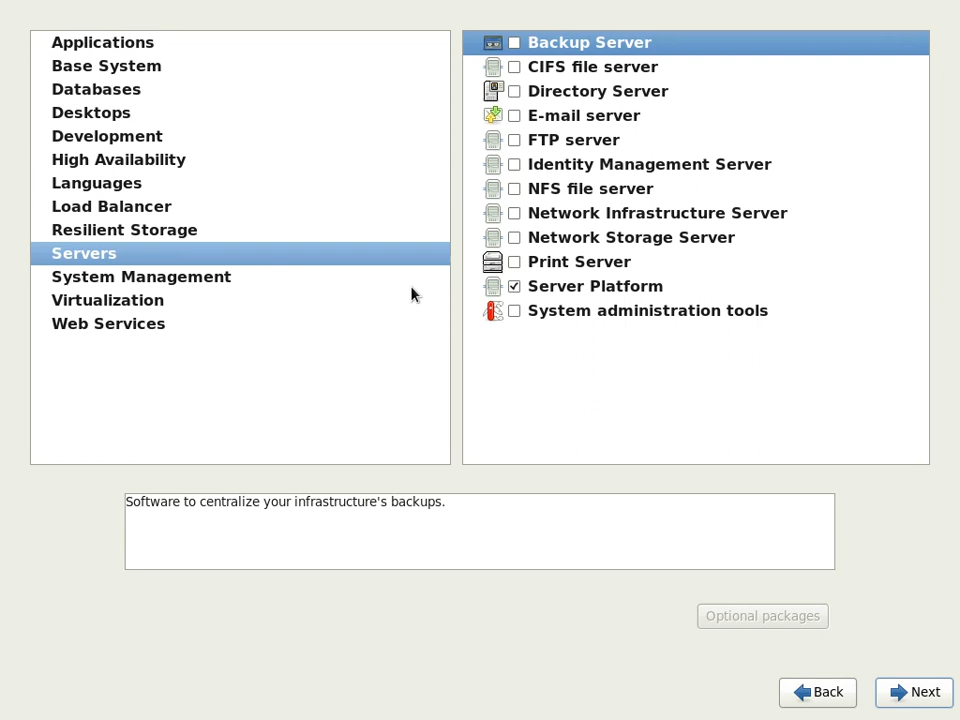 Applications
Base System
Databases
Desktops
Development
High Availability
Languages
Load Balancer
Resilient Storage
Servers
System Management
Virtualization
Web Services
Backup Server
CIFS file server
Directory Server
E-mail server
FTP server
Identity Management Server
NFS file server
Network Infrastructure Server
Network Storage Server
Print Server
Server Platform
System administration tools
Software to centralize your infrastructure's backups.
Optional packages
Back
Next